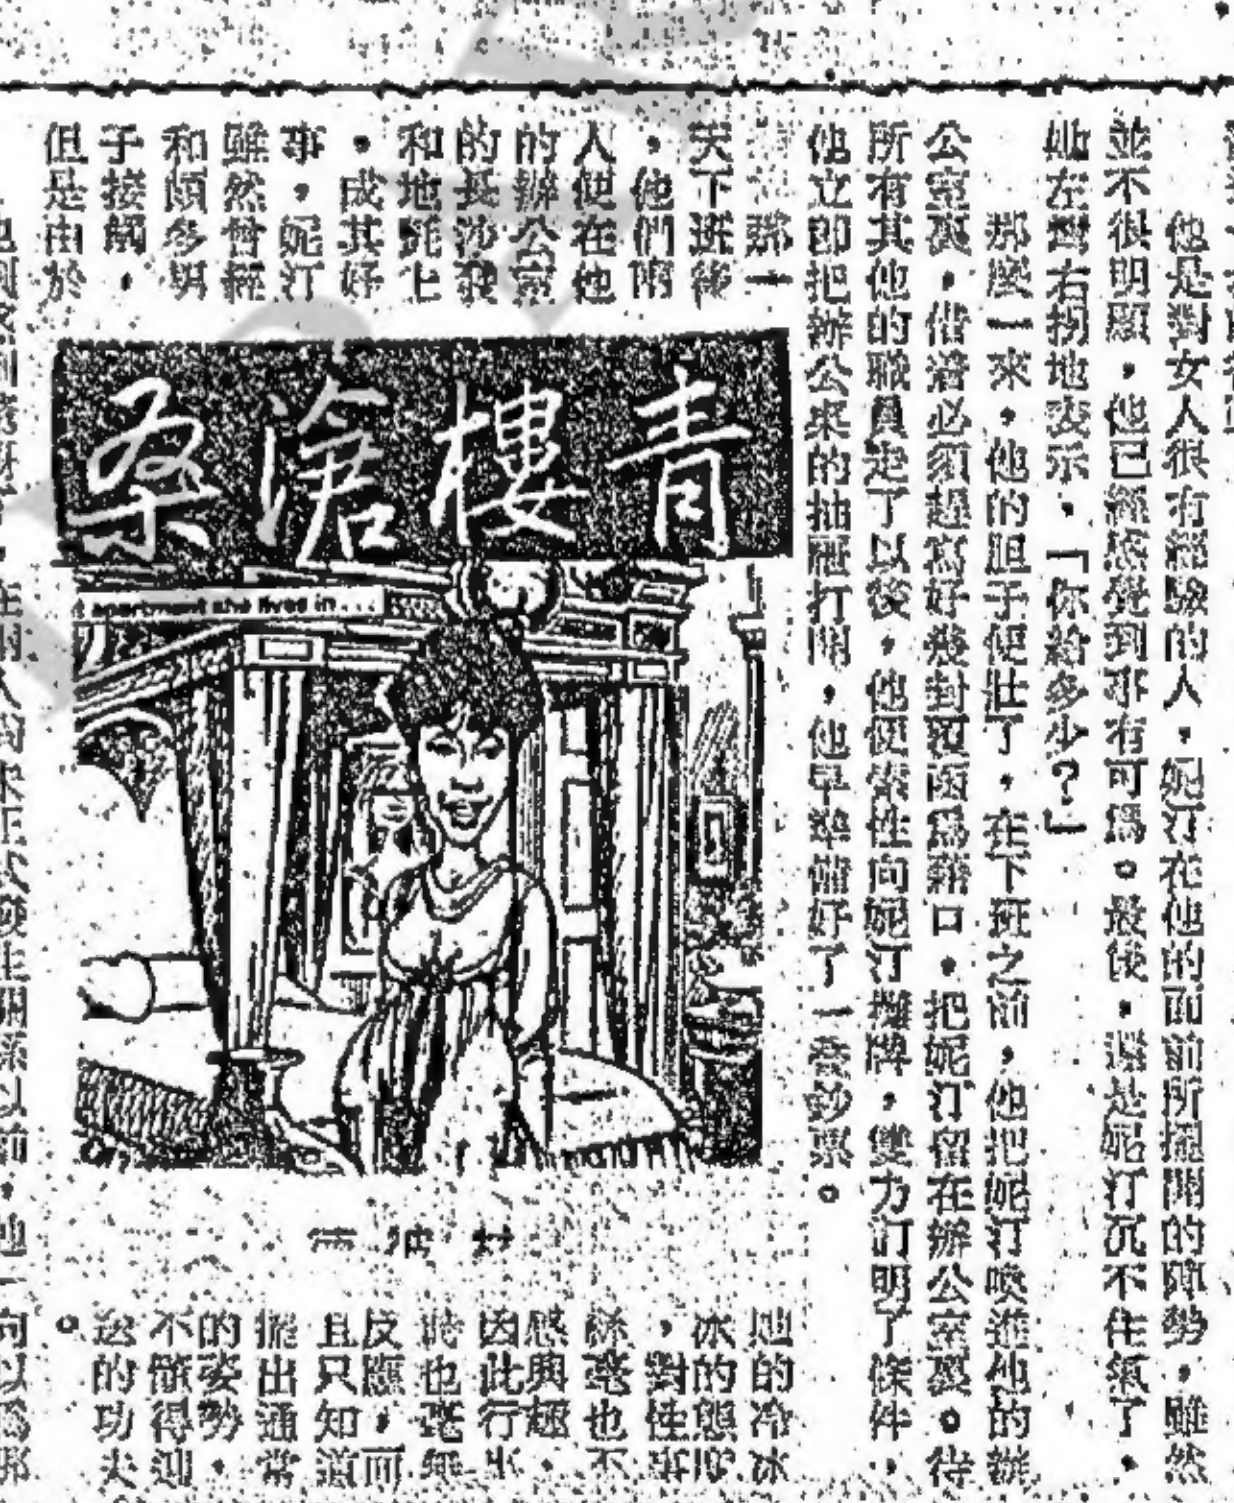 他是對女人很有經驗的人，妮汀在他的面前所擺開的陣勢，雖然
並不很明顯，他已經感覺到事有可爲。最後，還是妮汀沉不住氣了，
她左彎右拐地表示，「你給多少？」
那麼一來，他的胆子便壯了，在下班之前，他把妮汀喚進他的辦
公室裏，借着必須趕寫好幾封覆函爲藉口，把妮汀留在辦公室裏。待
所有其他的職員走了以後，他便索性向妮汀攤牌，雙方訂明了條件，
他立即把辦公桌的抽屜打開，他早準備好了一叠鈔票。
那一
天下班後
，他們兩
人便在他
的辦公室
的長沙發
和地氈上
，成其好
事，妮汀
雖然曾經
和頗多男
子接觸，
但是由於
青樓滄桑
apartment she lives in...
她的冷冰
冰的態度
，對性事
絲毫也不
感興趣，
因此行事
時也毫無
反應，而
且只知道
擺出通常
的姿勢，
不懂得迎
送的功夫
。